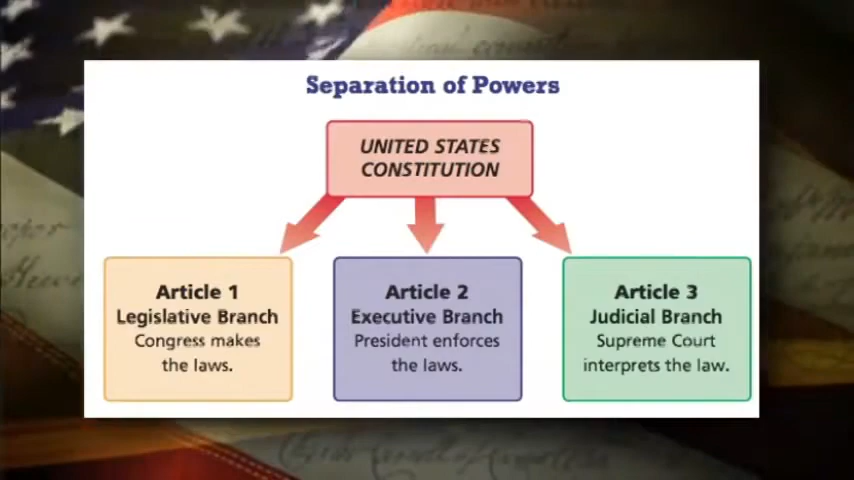 Separation of Powers
UNITED STATES
CONSTITUTION
Article 1
Legislative Branch
Congress makes
the laws.
Article 2
Executive Branch
President enforces
the laws.
Article 3
Judicial Branch
Supreme Court
interprets the law.